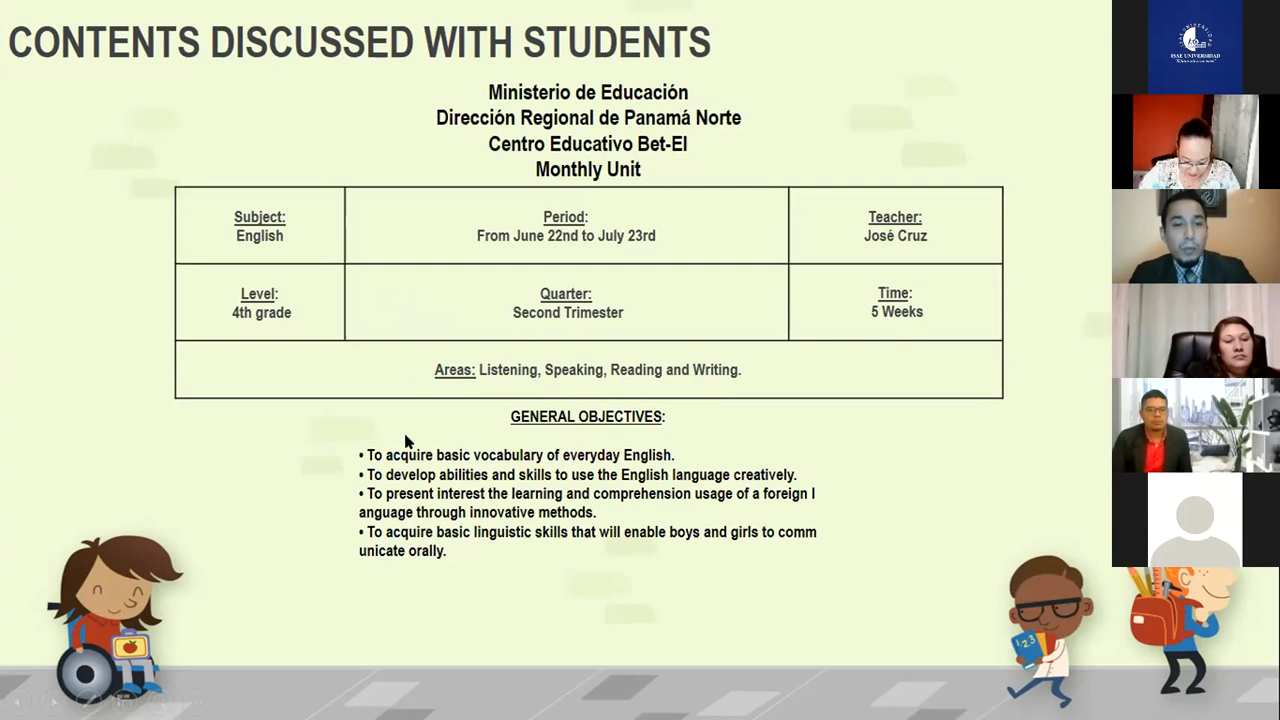 CONTENTS DISCUSSED WITH STUDENTS
Ministerio de Educación
Dirección Regional de Panamá Norte
Centro Educativo Bet-El
Monthly Unit
Subject:
English
Period:
From June 22nd to July 23rd
Teacher:
José Cruz
Level:
4th grade
Quarter:
Second Trimester
Time:
5 Weeks
Areas: Listening, Speaking, Reading and Writing.
GENERAL OBJECTIVES:
• To acquire basic vocabulary of everyday English.
• To develop abilities and skills to use the English language creatively.
• To present interest the learning and comprehension usage of a foreign l
anguage through innovative methods.
• To acquire basic linguistic skills that will enable boys and girls to comm
unicate orally.
ISAE UNIVERSIDAD
123